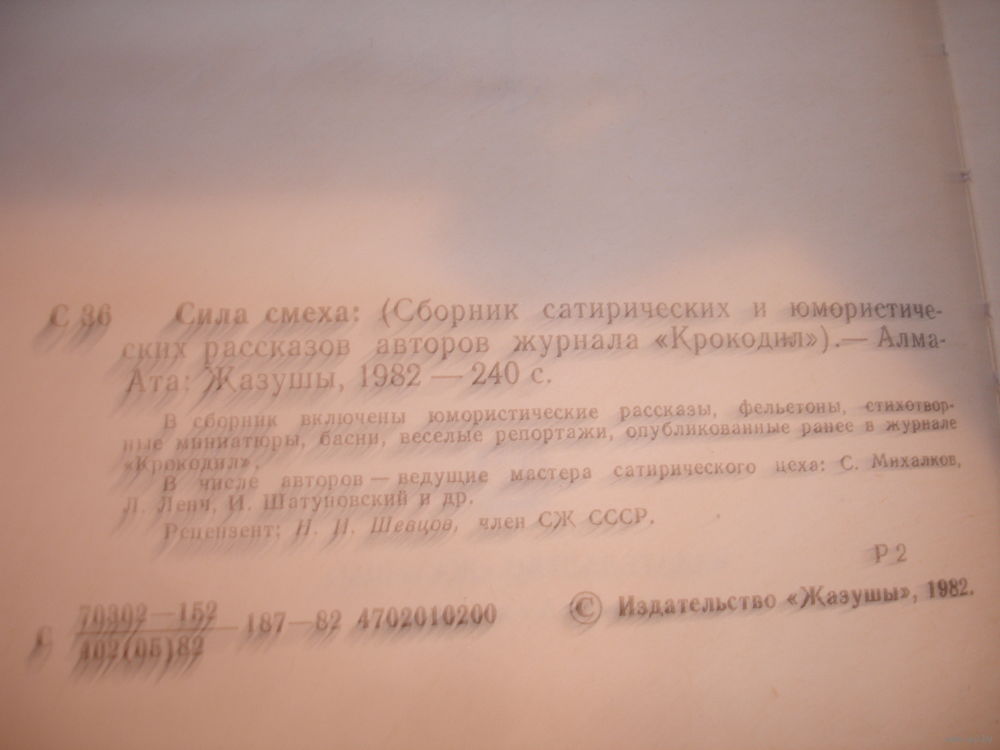 С 36 Сила смеха: (Сборник сатирических и юмористиче-
ских рассказов авторов журнала «Крокодил»).— Алма-
Ата: Жазушы, 1982 — 240 с.
В сборник включены юмористические рассказы, фельетоны, стихотвор-
ные миниатюры, басни, веселые репортажи, опубликованные ранее в журнале
«Крокодил».
В числе авторов — ведущие мастера сатирического цеха: С. Михалков,
Л. Ленч, И. Шатуновский и др.
Рецензент: Н. И. Шевцов, член СЖ СССР.
Р 2
С 70302—152
402(05)82 —187—82 4702010200
© Издательство «Жазушы», 1982.